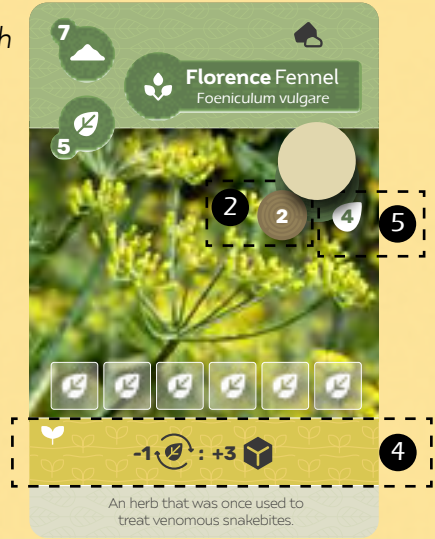 h
7
Florence Fennel
Foeniculum vulgare
5
2
2
4
5
-1 : +3
4
An herb that was once used to
treat venomous snakebites.